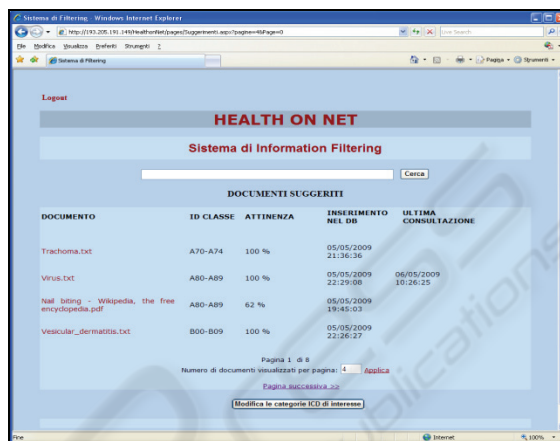 Sistema di Filtering - Windows Internet Explorer
http://193.205.191.149/HealthonNet/pages/Suggerimenti.aspx?pagine=4&Page=0
Live Search
File Modifica Visualizza Preferiti Strumenti ?
Sistema di Filtering
Pagina Strumenti
Logout
HEALTH ON NET
Sistema di Information Filtering
Cerca
DOCUMENTI SUGGERITI
DOCUMENTO ID CLASSE ATTINENZA INSERIMENTO NEL DB ULTIMA CONSULTAZIONE
Trachoma.txt A70-A74 100 % 05/05/2009 21:36:36
Virus.txt A80-A89 100 % 05/05/2009 22:29:08 06/05/2009 10:26:25
Nail biting - Wikipedia, the free encyclopedia.pdf A80-A89 62 % 05/05/2009 19:45:03
Vesicular_dermatitis.txt B00-B09 100 % 05/05/2009 22:26:27
Pagina 1 di 8
Numero di documenti visualizzati per pagina: 4 Applica
Pagina successiva >>
Modifica le categorie ICD di interesse
Fine Internet 100%